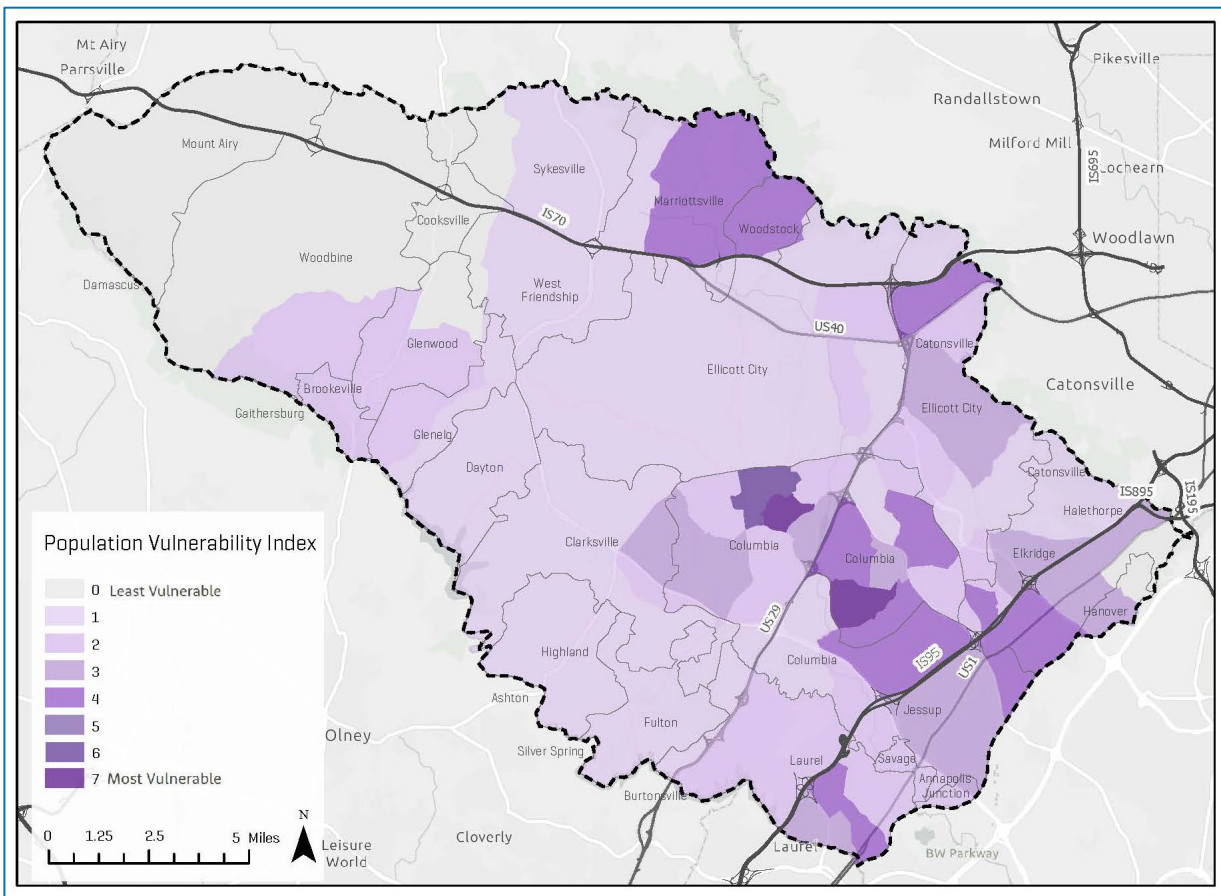 Mt Airy
Parrsville
Pikesville
Randallstown
Milford Mill
Lochearn
IS695
Mount Airy
Sykesville
Marriottsville
Woodstock
Cooksville
IS70
Woodlawn
Woodbine
Damascus
West
Friendship
US40
Glenwood
Catonsville
Ellicott City
Catonsville
Brookeville
Gaithersburg
Ellicott City
Glenelg
Dayton
Catonsville
IS895
IS195
Halethorpe
Clarksville
Columbia
Columbia
Elkridge
Hanover
US29
Highland
Columbia
IS95
US1
Ashton
Jessup
Fulton
Olney
Silver Spring
Laurel
Savage
Annapolis
Junction
Burtonsville
Cloverly
Leisure
World
Laurel
BW Parkway
Population Vulnerability Index
0 Least Vulnerable
1
2
3
4
5
6
7 Most Vulnerable
N
0 1.25 2.5 5 Miles